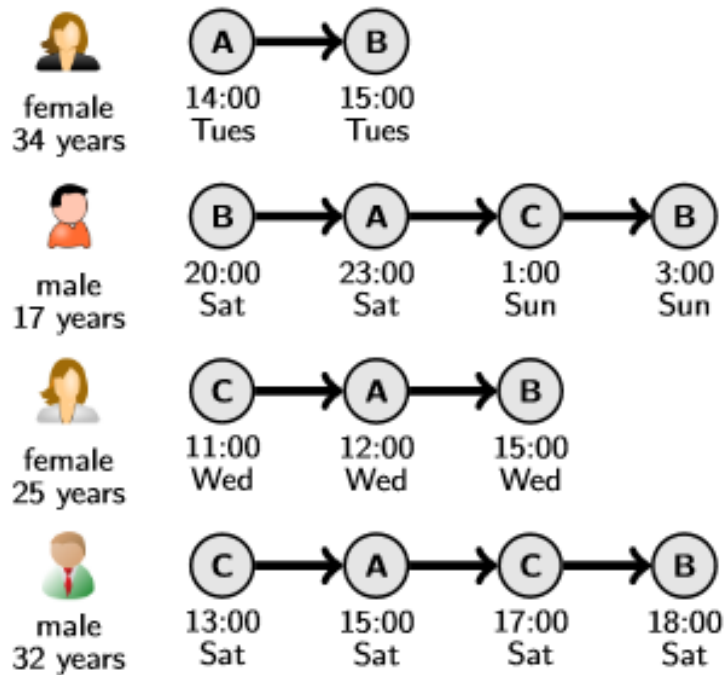 A B
14:00 15:00
Tues Tues
female
34 years
B A C B
20:00 23:00 1:00 3:00
Sat Sat Sun Sun
male
17 years
C A B
11:00 12:00 15:00
Wed Wed Wed
female
25 years
C A C B
13:00 15:00 17:00 18:00
Sat Sat Sat Sat
male
32 years